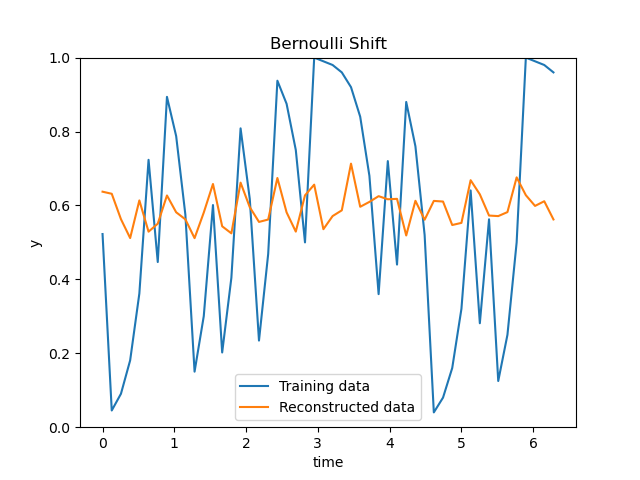 Bernoulli Shift
1.0
0.8
0.6
0.4
0.2
0.0
y
Training data
Reconstructed data
0 1 2 3 4 5 6
time